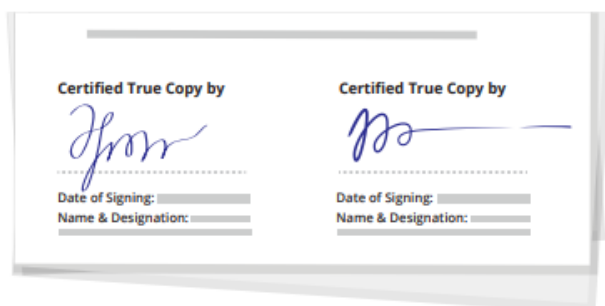 Certified True Copy by
Date of Signing:
Name & Designation:
Certified True Copy by
Date of Signing:
Name & Designation: